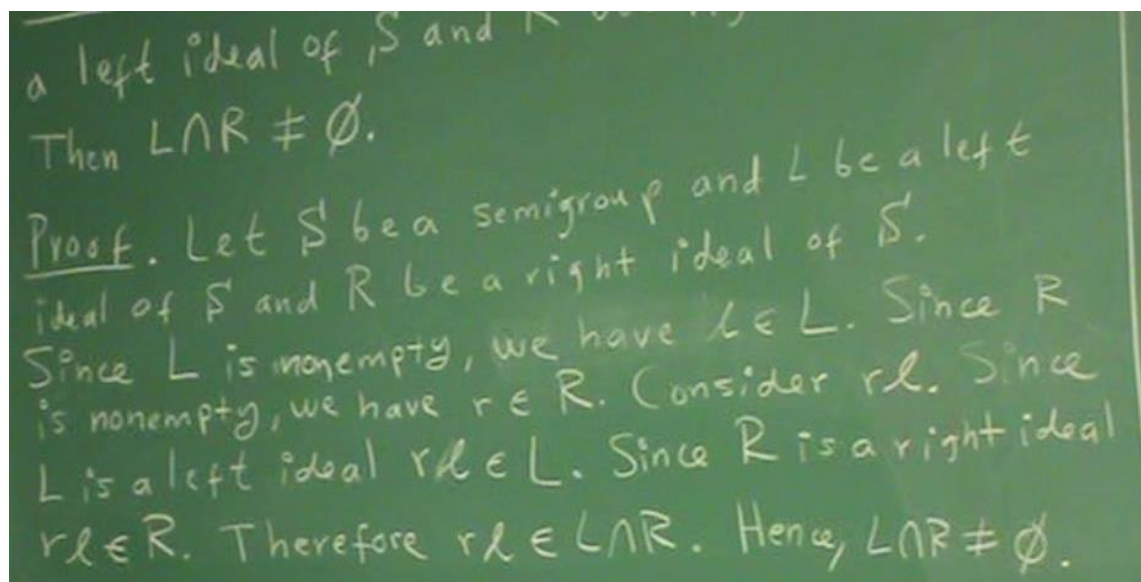 a left ideal of S and R
Then L∩R ≠ ∅.
Proof. Let S be a semigroup and L be a left
ideal of S and R be a right ideal of S.
Since L is nonempty, we have l ∈ L. Since R
is nonempty, we have r ∈ R. Consider rl. Since
L is a left ideal rl ∈ L. Since R is a right ideal
rl ∈ R. Therefore rl ∈ L∩R. Hence, L∩R ≠ ∅.